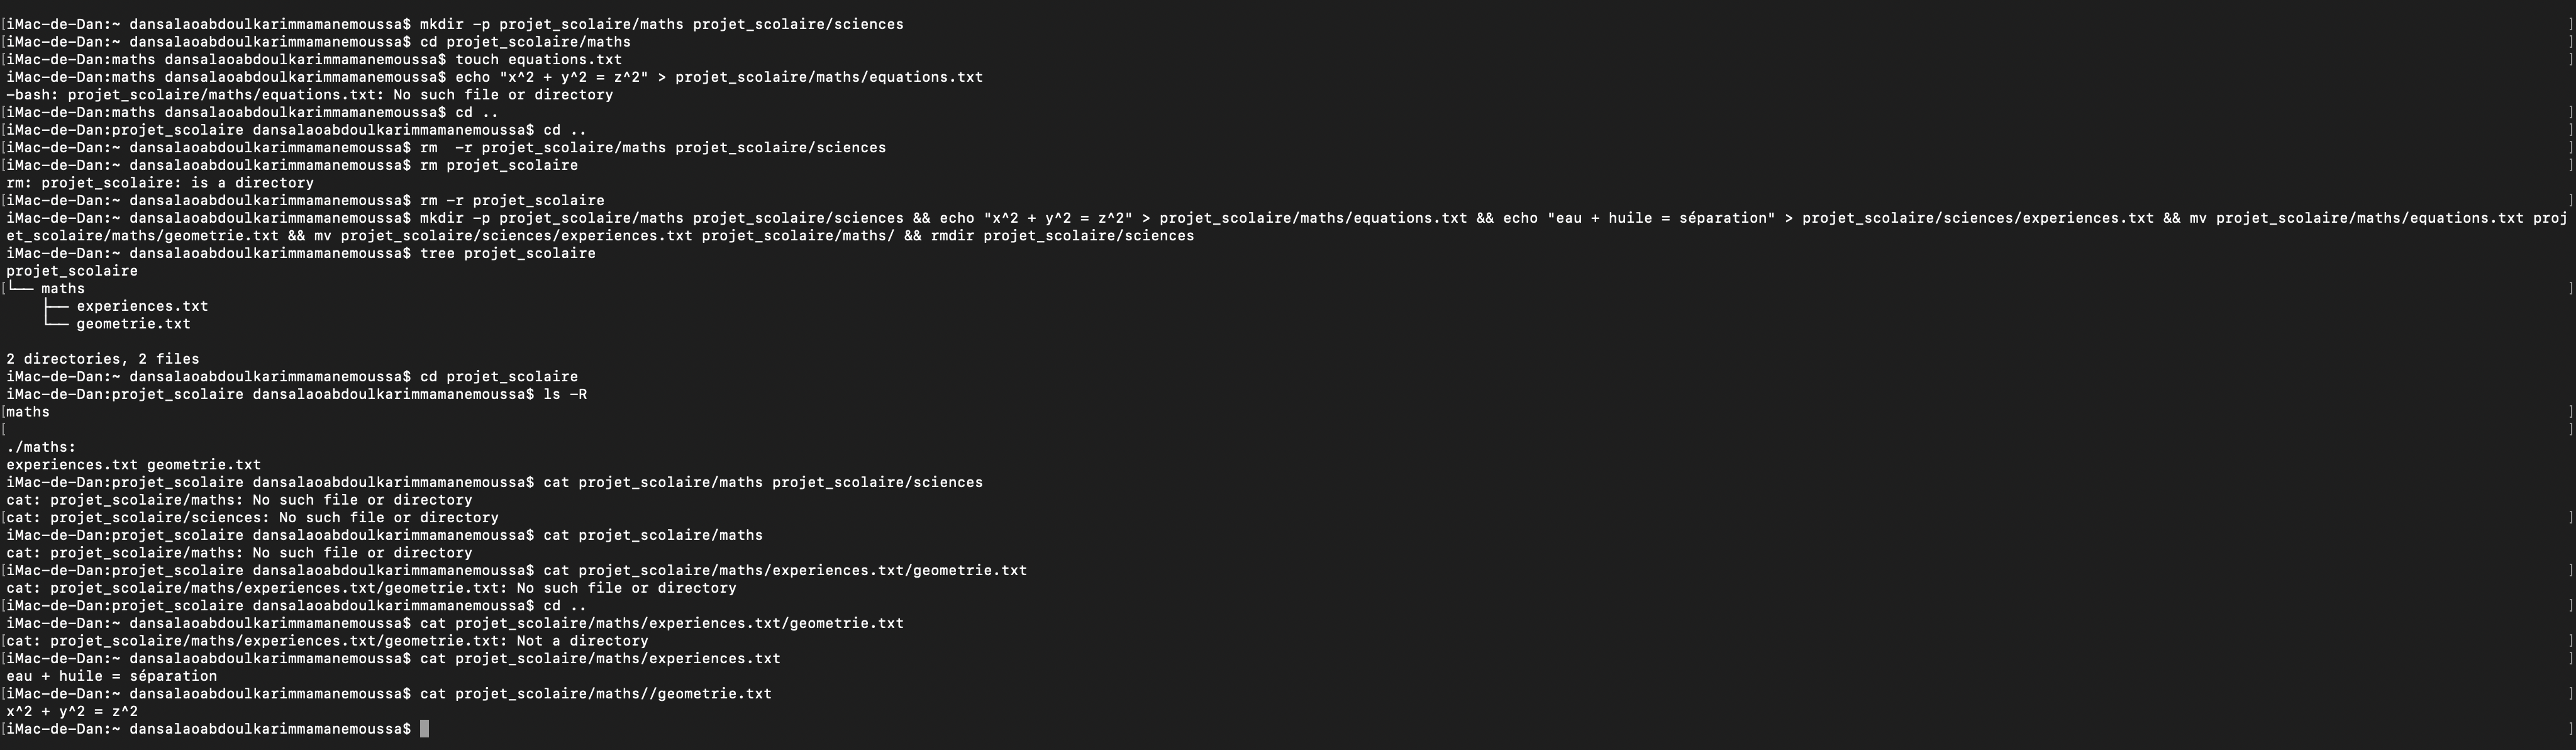 [iMac-de-Dan:~ dansalaoabdoulkarimmamanemoussa$ mkdir -p projet_scolaire/maths projet_scolaire/sciences ]
[iMac-de-Dan:~ dansalaoabdoulkarimmamanemoussa$ cd projet_scolaire/maths ]
[iMac-de-Dan:maths dansalaoabdoulkarimmamanemoussa$ touch equations.txt ]
iMac-de-Dan:maths dansalaoabdoulkarimmamanemoussa$ echo "x^2 + y^2 = z^2" > projet_scolaire/maths/equations.txt
-bash: projet_scolaire/maths/equations.txt: No such file or directory
[iMac-de-Dan:maths dansalaoabdoulkarimmamanemoussa$ cd .. ]
[iMac-de-Dan:projet_scolaire dansalaoabdoulkarimmamanemoussa$ cd .. ]
[iMac-de-Dan:~ dansalaoabdoulkarimmamanemoussa$ rm  -r projet_scolaire/maths projet_scolaire/sciences ]
[iMac-de-Dan:~ dansalaoabdoulkarimmamanemoussa$ rm projet_scolaire ]
rm: projet_scolaire: is a directory
[iMac-de-Dan:~ dansalaoabdoulkarimmamanemoussa$ rm -r projet_scolaire ]
iMac-de-Dan:~ dansalaoabdoulkarimmamanemoussa$ mkdir -p projet_scolaire/maths projet_scolaire/sciences && echo "x^2 + y^2 = z^2" > projet_scolaire/maths/equations.txt && echo "eau + huile = séparation" > projet_scolaire/sciences/experiences.txt && mv projet_scolaire/maths/equations.txt proj
et_scolaire/maths/geometrie.txt && mv projet_scolaire/sciences/experiences.txt projet_scolaire/maths/ && rmdir projet_scolaire/sciences
iMac-de-Dan:~ dansalaoabdoulkarimmamanemoussa$ tree projet_scolaire
projet_scolaire
[└── maths ]
    ├── experiences.txt
    └── geometrie.txt
2 directories, 2 files
iMac-de-Dan:~ dansalaoabdoulkarimmamanemoussa$ cd projet_scolaire
iMac-de-Dan:projet_scolaire dansalaoabdoulkarimmamanemoussa$ ls -R
[maths ]
[ ]
./maths:
experiences.txt geometrie.txt
iMac-de-Dan:projet_scolaire dansalaoabdoulkarimmamanemoussa$ cat projet_scolaire/maths projet_scolaire/sciences
cat: projet_scolaire/maths: No such file or directory
[cat: projet_scolaire/sciences: No such file or directory ]
iMac-de-Dan:projet_scolaire dansalaoabdoulkarimmamanemoussa$ cat projet_scolaire/maths
cat: projet_scolaire/maths: No such file or directory
[iMac-de-Dan:projet_scolaire dansalaoabdoulkarimmamanemoussa$ cat projet_scolaire/maths/experiences.txt/geometrie.txt ]
cat: projet_scolaire/maths/experiences.txt/geometrie.txt: No such file or directory
[iMac-de-Dan:projet_scolaire dansalaoabdoulkarimmamanemoussa$ cd .. ]
iMac-de-Dan:~ dansalaoabdoulkarimmamanemoussa$ cat projet_scolaire/maths/experiences.txt/geometrie.txt
[cat: projet_scolaire/maths/experiences.txt/geometrie.txt: Not a directory ]
[iMac-de-Dan:~ dansalaoabdoulkarimmamanemoussa$ cat projet_scolaire/maths/experiences.txt ]
eau + huile = séparation
[iMac-de-Dan:~ dansalaoabdoulkarimmamanemoussa$ cat projet_scolaire/maths//geometrie.txt ]
x^2 + y^2 = z^2
[iMac-de-Dan:~ dansalaoabdoulkarimmamanemoussa$ ]